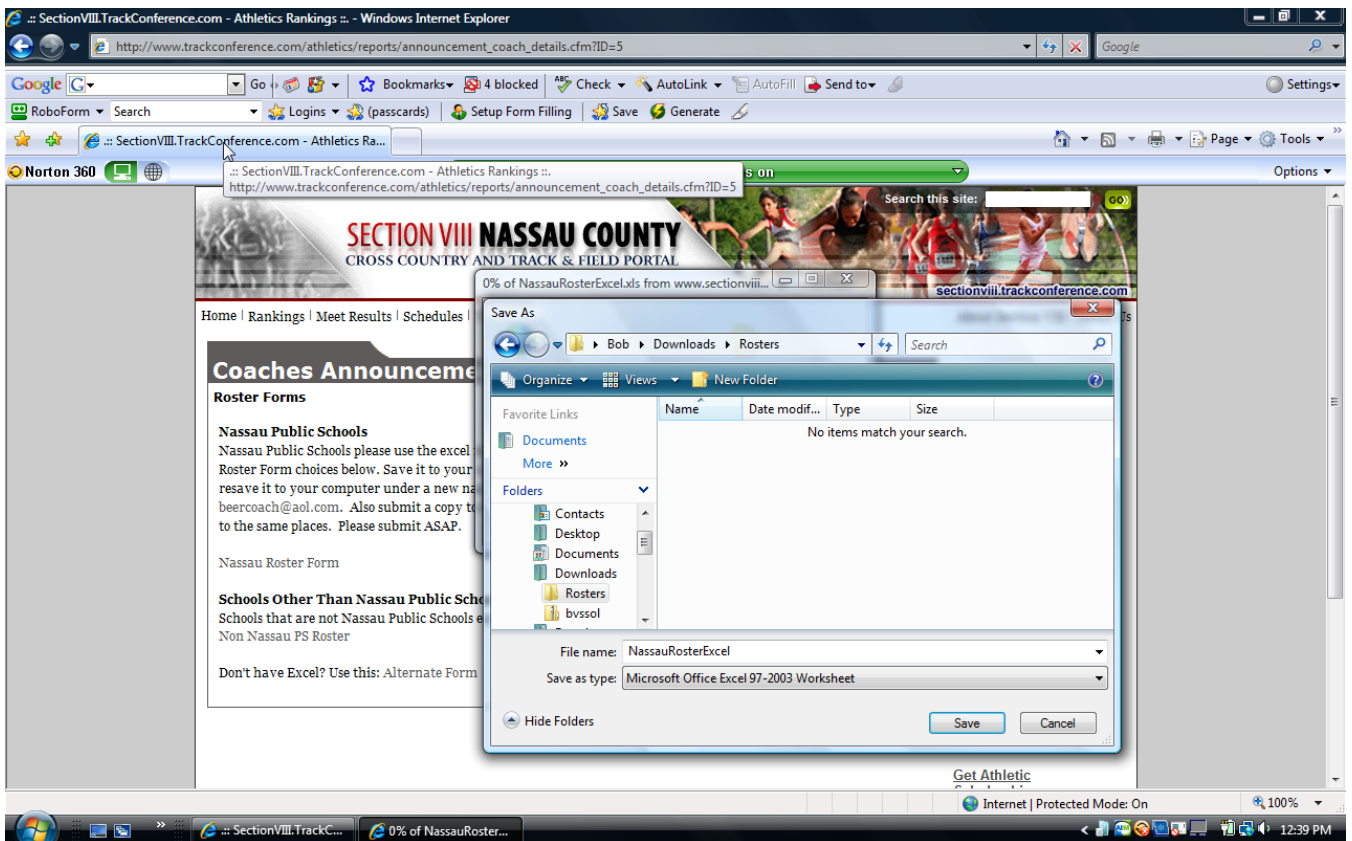 .:: SectionVIII.TrackConference.com - Athletics Rankings ::. - Windows Internet Explorer
http://www.trackconference.com/athletics/reports/announcement_coach_details.cfm?ID=5
Google
Google G Go Bookmarks 4 blocked ABC Check AutoLink AutoFill Send to Settings
RoboForm Search Logins (passcards) Setup Form Filling Save Generate
.:: SectionVIII.TrackConference.com - Athletics Ra... Page Tools
Norton 360 s on Options
.:: SectionVIII.TrackConference.com - Athletics Rankings ::.
http://www.trackconference.com/athletics/reports/announcement_coach_details.cfm?ID=5
Search this site: GO
SECTION VIII NASSAU COUNTY
CROSS COUNTRY AND TRACK & FIELD PORTAL
sectionviii.trackconference.com
0% of NassauRosterExcel.xls from www.sectionviii...
Home | Rankings | Meet Results | Schedules |
Us
Save As
Bob Downloads Rosters Search
Organize Views New Folder
Favorite Links
Documents
More >>
Folders
Contacts
Desktop
Documents
Downloads
Rosters
bvssol
Name Date modif... Type Size
No items match your search.
File name: NassauRosterExcel
Save as type: Microsoft Office Excel 97-2003 Worksheet
Hide Folders Save Cancel
Coaches Announceme
Roster Forms
Nassau Public Schools
Nassau Public Schools please use the excel
Roster Form choices below. Save it to your
resave it to your computer under a new na
beercoach@aol.com. Also submit a copy to
to the same places. Please submit ASAP.
Nassau Roster Form
Schools Other Than Nassau Public Scho
Schools that are not Nassau Public Schools e
Non Nassau PS Roster
Don't have Excel? Use this: Alternate Form
Get Athletic
Internet | Protected Mode: On 100%
.:: SectionVIII.TrackC... 0% of NassauRoster... 12:39 PM